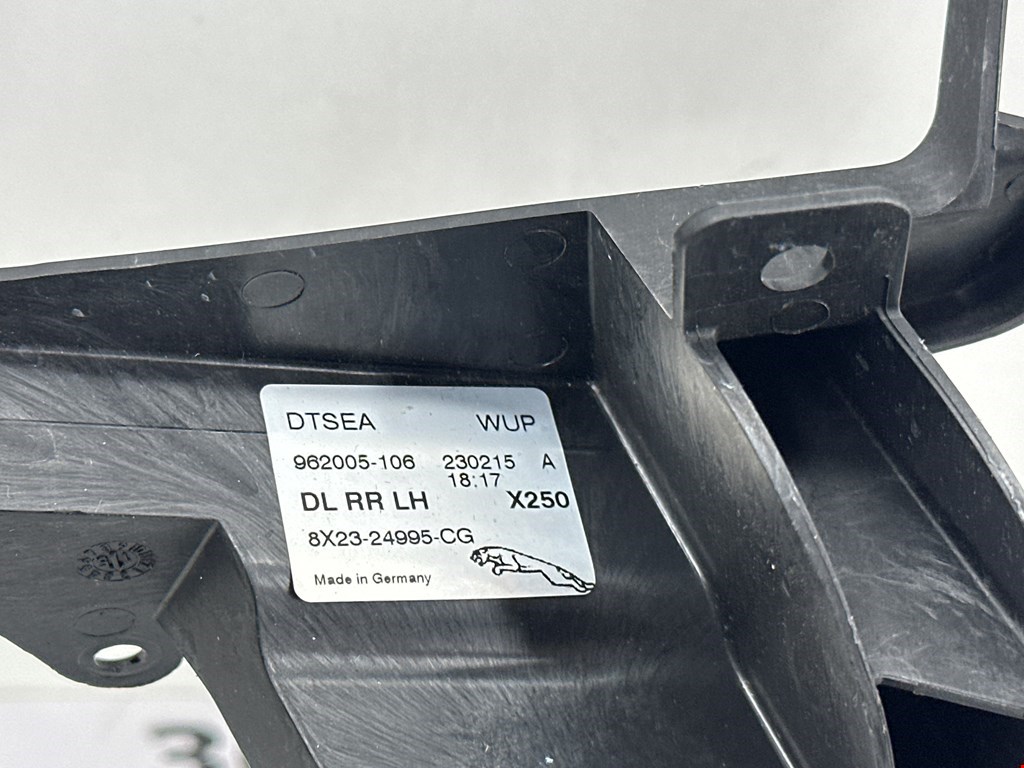 DTSEA WUP
962005-106 230215 A
18:17
DL RR LH X250
8X23-24995-CG
Made in Germany